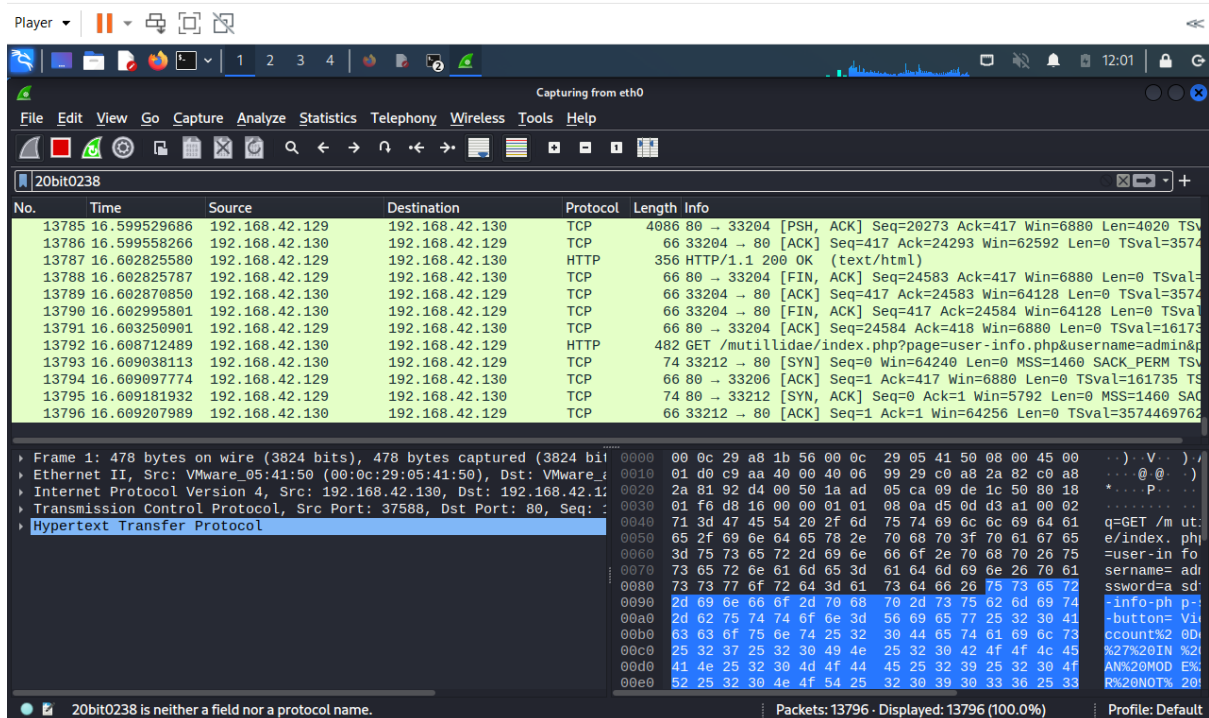 Player
1 2 3 4
12:01
Capturing from eth0
File Edit View Go Capture Analyze Statistics Telephony Wireless Tools Help
20bit0238
No. Time Source Destination Protocol Length Info
13785 16.599529686 192.168.42.129 192.168.42.130 TCP 4086 80 → 33204 [PSH, ACK] Seq=20273 Ack=417 Win=6880 Len=4020 TSv
13786 16.599558266 192.168.42.130 192.168.42.129 TCP 66 33204 → 80 [ACK] Seq=417 Ack=24293 Win=62592 Len=0 TSval=3574
13787 16.602825580 192.168.42.129 192.168.42.130 HTTP 356 HTTP/1.1 200 OK (text/html)
13788 16.602825787 192.168.42.129 192.168.42.130 TCP 66 80 → 33204 [FIN, ACK] Seq=24583 Ack=417 Win=6880 Len=0 TSval=
13789 16.602870850 192.168.42.130 192.168.42.129 TCP 66 33204 → 80 [ACK] Seq=417 Ack=24583 Win=64128 Len=0 TSval=3574
13790 16.602995801 192.168.42.130 192.168.42.129 TCP 66 33204 → 80 [FIN, ACK] Seq=417 Ack=24584 Win=64128 Len=0 TSval
13791 16.603250901 192.168.42.129 192.168.42.130 TCP 66 80 → 33204 [ACK] Seq=24584 Ack=418 Win=6880 Len=0 TSval=16173
13792 16.608712489 192.168.42.130 192.168.42.129 HTTP 482 GET /mutillidae/index.php?page=user-info.php&username=admin&p
13793 16.609038113 192.168.42.130 192.168.42.129 TCP 74 33212 → 80 [SYN] Seq=0 Win=64240 Len=0 MSS=1460 SACK_PERM TSv
13794 16.609097774 192.168.42.129 192.168.42.130 TCP 66 80 → 33206 [ACK] Seq=1 Ack=417 Win=6880 Len=0 TSval=161735 TS
13795 16.609181932 192.168.42.129 192.168.42.130 TCP 74 80 → 33212 [SYN, ACK] Seq=0 Ack=1 Win=5792 Len=0 MSS=1460 SAC
13796 16.609207989 192.168.42.130 192.168.42.129 TCP 66 33212 → 80 [ACK] Seq=1 Ack=1 Win=64256 Len=0 TSval=3574469762
Frame 1: 478 bytes on wire (3824 bits), 478 bytes captured (3824 bit
Ethernet II, Src: VMware_05:41:50 (00:0c:29:05:41:50), Dst: VMware_a
Internet Protocol Version 4, Src: 192.168.42.130, Dst: 192.168.42.12
Transmission Control Protocol, Src Port: 37588, Dst Port: 80, Seq: 1
Hypertext Transfer Protocol
0000 00 0c 29 a8 1b 56 00 0c 29 05 41 50 08 00 45 00 ··)··V·· )·A
0010 01 d0 c9 aa 40 00 40 06 99 29 c0 a8 2a 82 c0 a8 ····@·@· ·)
0020 2a 81 92 d4 00 50 1a ad 05 ca 09 de 1c 50 80 18 *····P·· ··
0030 01 f6 d8 16 00 00 01 01 08 0a d5 0d d3 a1 00 02
0040 71 3d 47 45 54 20 2f 6d 75 74 69 6c 6c 69 64 61 q=GET /m uti
0050 65 2f 69 6e 64 65 78 2e 70 68 70 3f 70 61 67 65 e/index. php
0060 3d 75 73 65 72 2d 69 6e 66 6f 2e 70 68 70 26 75 =user-in fo
0070 73 65 72 6e 61 6d 65 3d 61 64 6d 69 6e 26 70 61 sername= adm
0080 73 73 77 6f 72 64 3d 61 73 64 66 26 75 73 65 72 ssword=a sdf
0090 2d 69 6e 66 6f 2d 70 68 70 2d 73 75 62 6d 69 74 -info-ph p-s
00a0 2d 62 75 74 74 6f 6e 3d 56 69 65 77 25 32 30 41 -button= Vie
00b0 63 63 6f 75 6e 74 25 32 30 44 65 74 61 69 6c 73 ccount%2 0De
00c0 25 32 37 25 32 30 49 4e 25 32 30 42 4f 4f 4c 45 %27%20IN %20
00d0 41 4e 25 32 30 4d 4f 44 45 25 32 39 25 32 30 4f AN%20MOD E%2
00e0 52 25 32 30 4e 4f 54 25 32 30 39 30 33 36 25 33 R%20NOT% 209
20bit0238 is neither a field nor a protocol name.
Packets: 13796 · Displayed: 13796 (100.0%)
Profile: Default